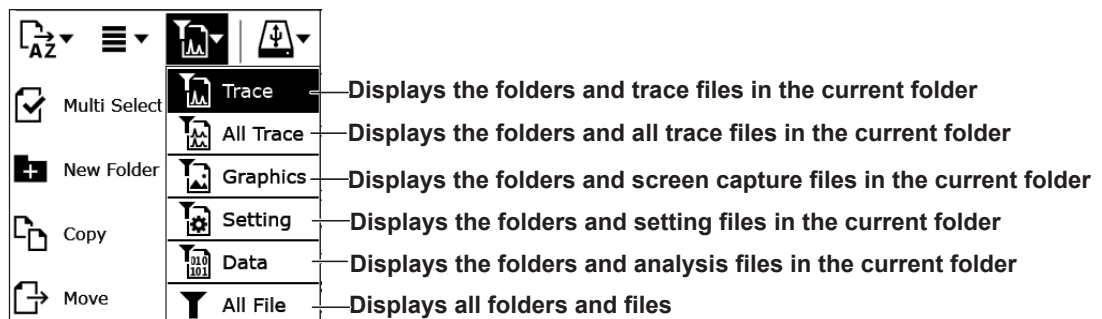 AZ
Trace Displays the folders and trace files in the current folder
Multi Select
All Trace Displays the folders and all trace files in the current folder
New Folder
Graphics Displays the folders and screen capture files in the current folder
Setting Displays the folders and setting files in the current folder
Copy
010
101
Data Displays the folders and analysis files in the current folder
Move
All File Displays all folders and files